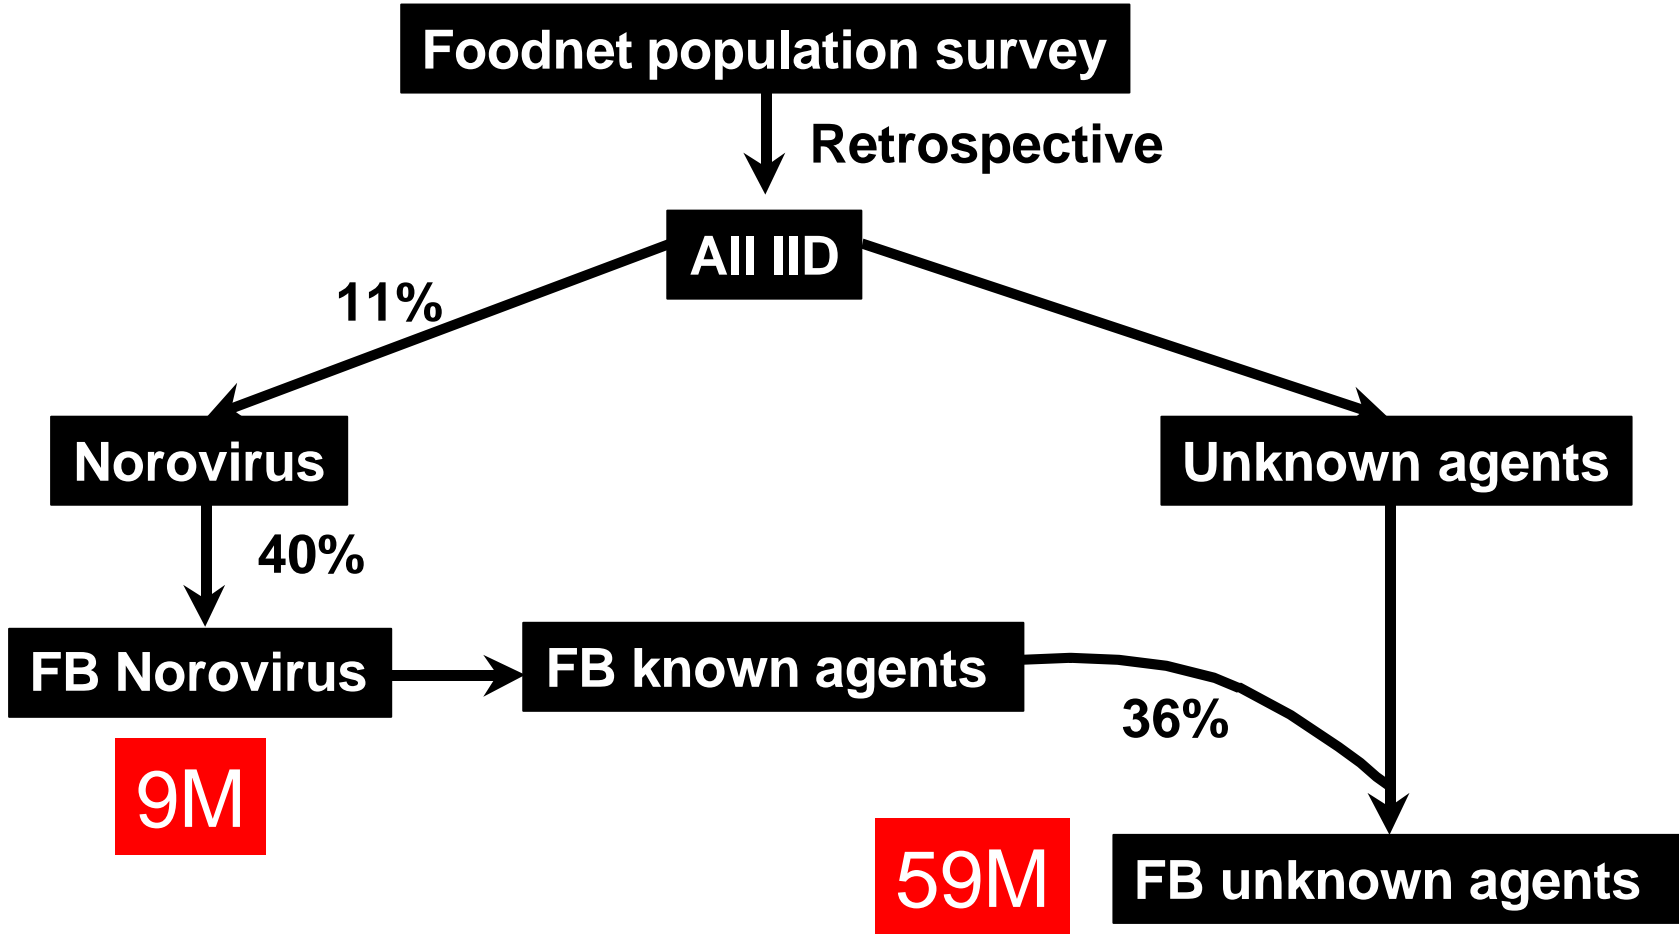 Foodnet population survey
Retrospective
All IID
11%
Norovirus
Unknown agents
40%
FB Norovirus
FB known agents
36%
9M
59M
FB unknown agents